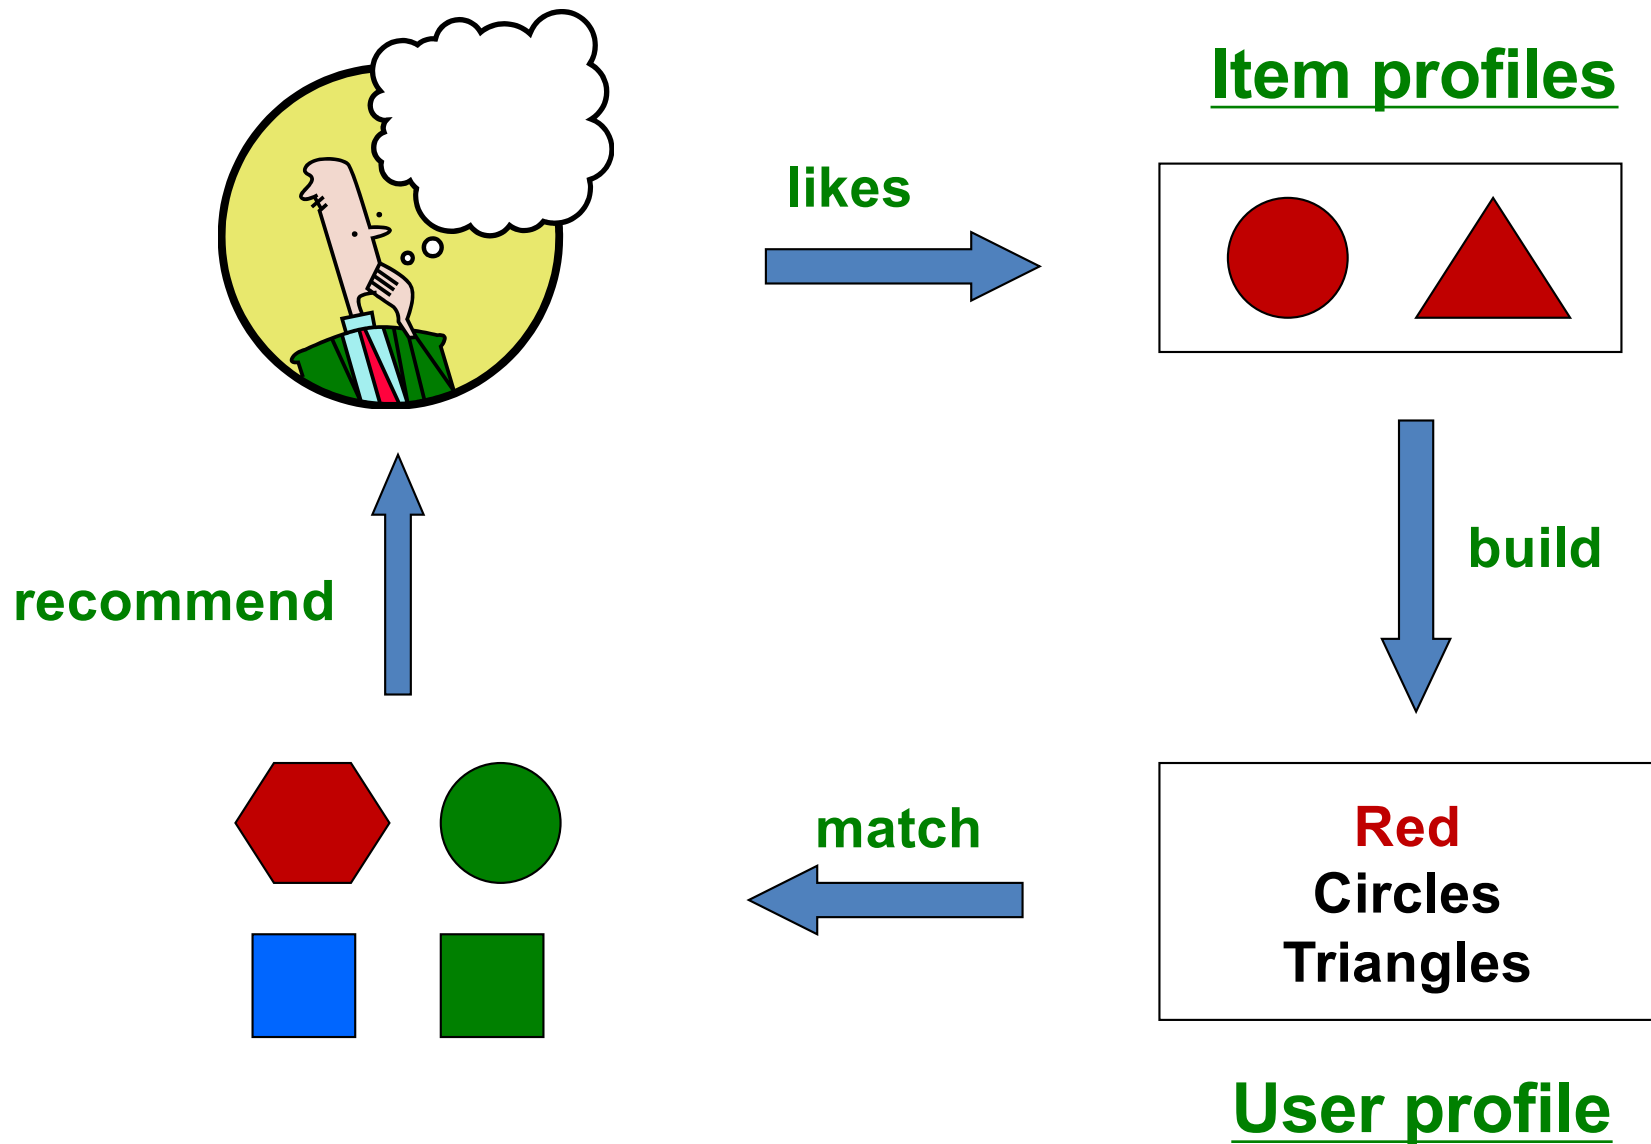 Item profiles
likes
build
recommend
match
Red
Circles
Triangles
User profile